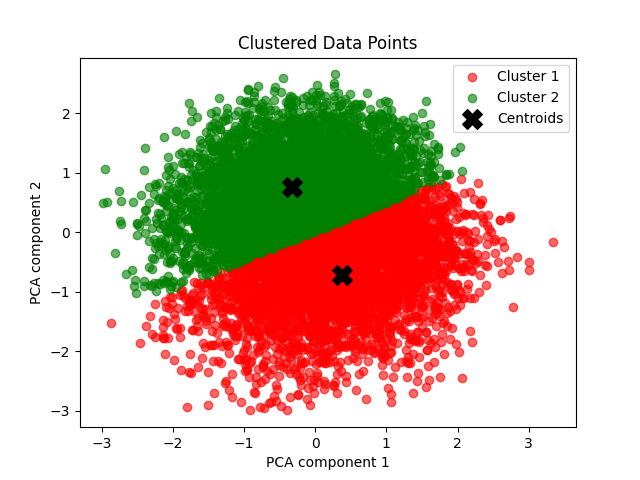 Clustered Data Points
Cluster 1
Cluster 2
Centroids
PCA component 2
2
1
0
−1
−2
−3
−3
−2
−1
0
1
2
3
PCA component 1